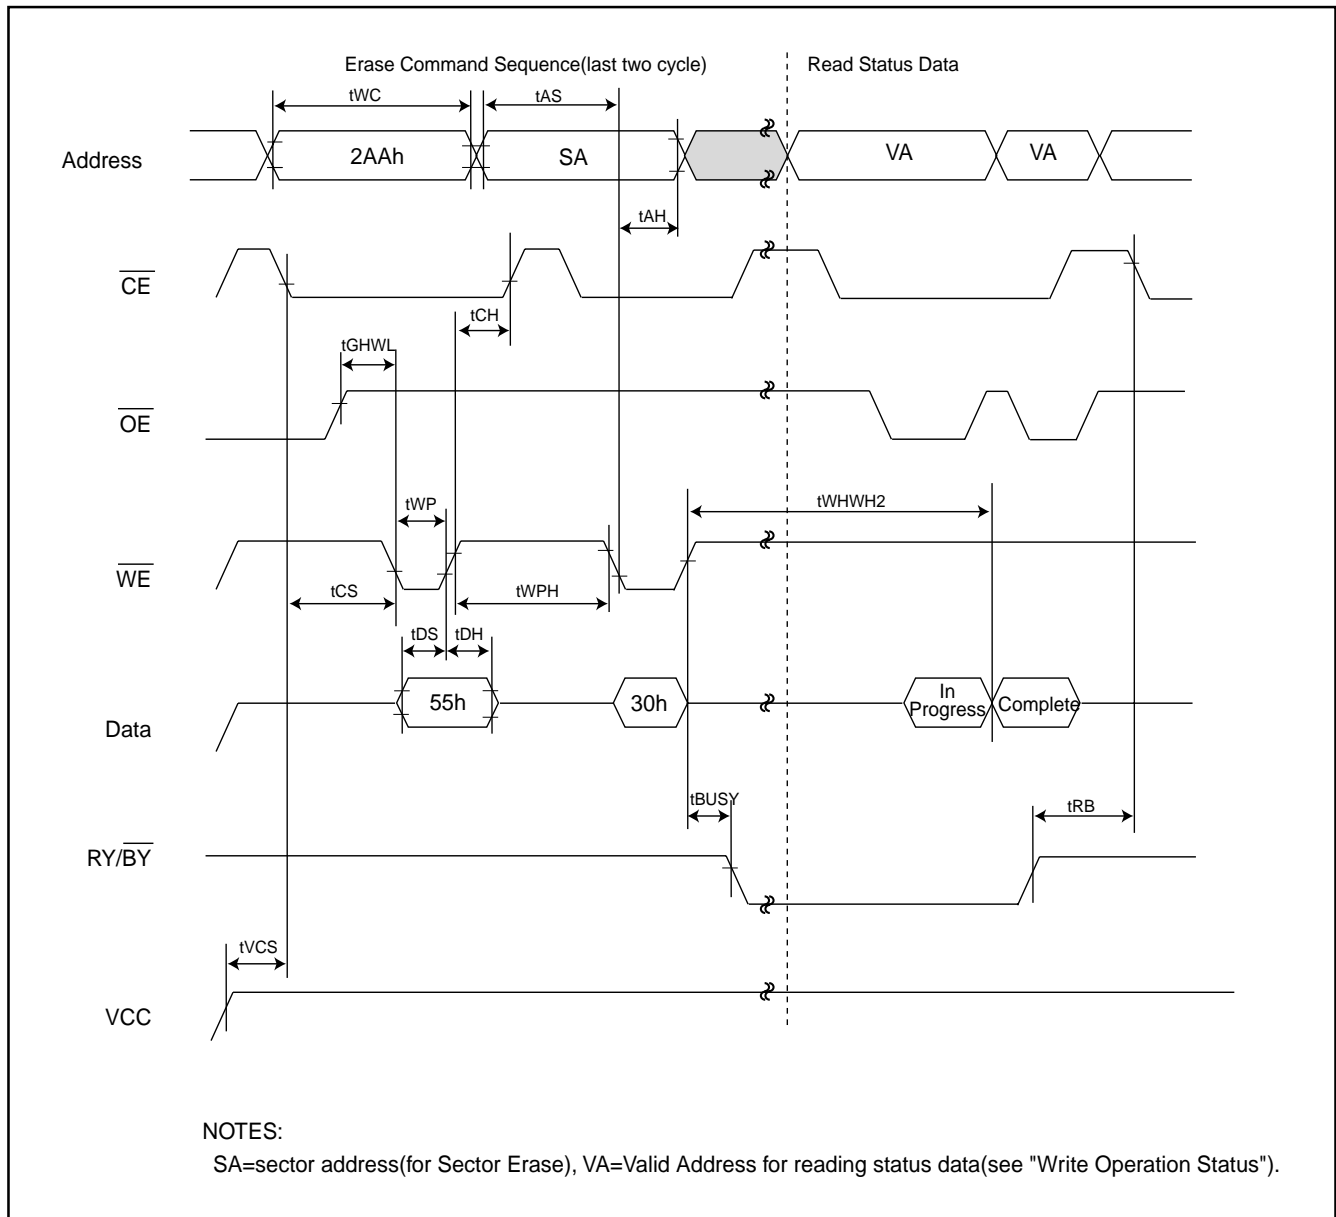 Erase Command Sequence(last two cycle)
Read Status Data
tWC
tAS
Address
2AAh
SA
VA
VA
tAH
CE
tCH
tGHWL
OE
tWP
tWHWH2
WE
tCS
tWPH
tDS
tDH
Data
55h
30h
In
Progress
Complete
tBUSY
tRB
RY/BY
tVCS
VCC
NOTES:
SA=sector address(for Sector Erase), VA=Valid Address for reading status data(see "Write Operation Status").